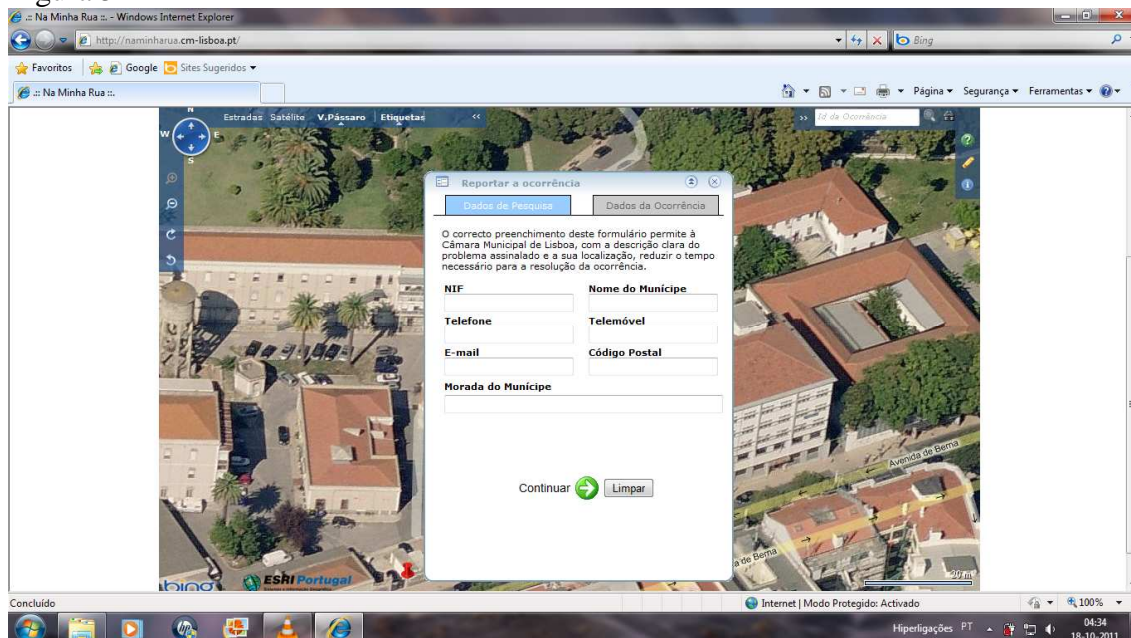 .:: Na Minha Rua ::. - Windows Internet Explorer
http://naminharua.cm-lisboa.pt/
Bing
Favoritos Google Sites Sugeridos
.:: Na Minha Rua ::.
Página Segurança Ferramentas
N
W E
S
Estradas Satélite V.Pássaro Etiquetas <<
>> Id da Ocorrência
Reportar a ocorrência
Dados de Pesquisa Dados da Ocorrência
O correcto preenchimento deste formulário permite à
Câmara Municipal de Lisboa, com a descrição clara do
problema assinalado e a sua localização, reduzir o tempo
necessário para a resolução da ocorrência.
NIF Nome do Munícipe
Telefone Telemóvel
E-mail Código Postal
Morada do Munícipe
Continuar Limpar
Avenida de Berna
a de Berna
bing ESRI Portugal
20 m
Concluído
Internet | Modo Protegido: Activado
100%
Hiperligações PT
04:34
18-10-2011